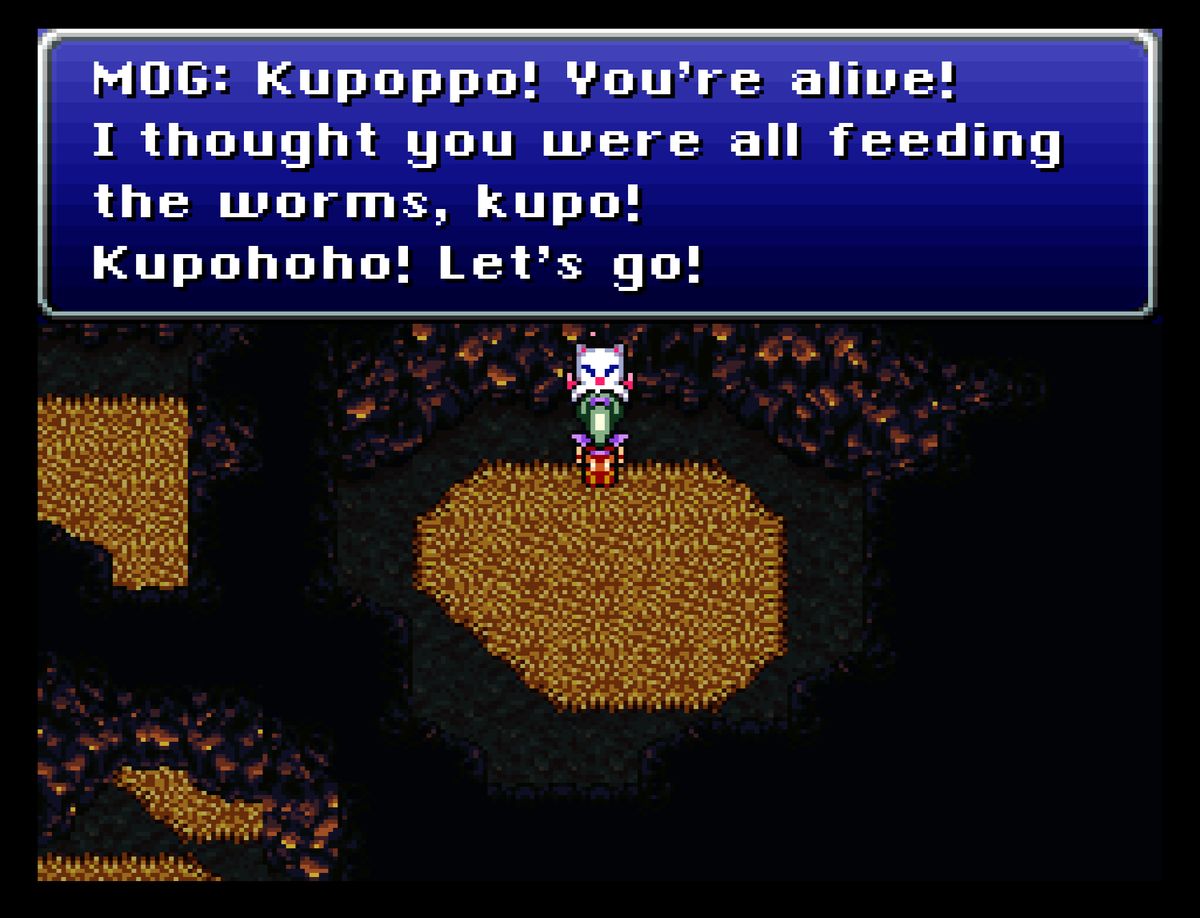 MOG: Kupoppo! You're alive!
I thought you were all feeding
the worms, kupo!
Kupohoho! Let's go!